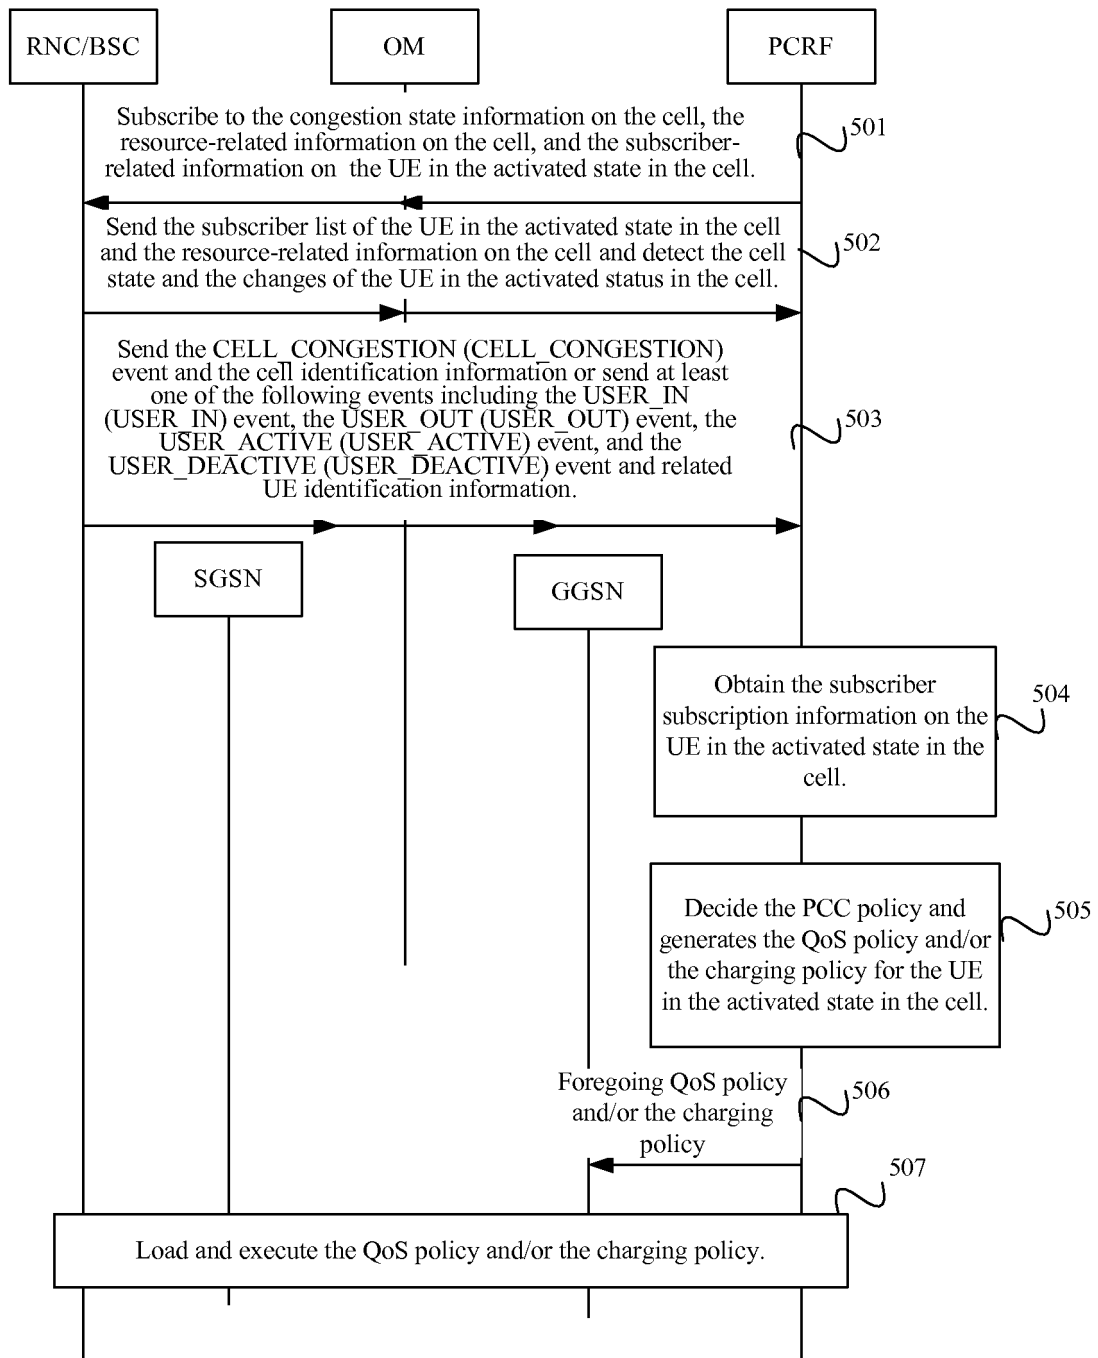 RNC/BSC
OM
PCRF
Subscribe to the congestion state information on the cell, the
resource-related information on the cell, and the subscriber-
related information on the UE in the activated state in the cell.
501
Send the subscriber list of the UE in the activated state in the cell
and the resource-related information on the cell and detect the cell
state and the changes of the UE in the activated status in the cell.
502
Send the CELL_CONGESTION (CELL_CONGESTION)
event and the cell identification information or send at least
one of the following events including the USER_IN
(USER_IN) event, the USER_OUT (USER_OUT) event, the
USER_ACTIVE (USER_ACTIVE) event, and the
USER_DEACTIVE (USER_DEACTIVE) event and related
UE identification information.
503
SGSN
GGSN
Obtain the subscriber
subscription information on the
UE in the activated state in the
cell.
504
Decide the PCC policy and
generates the QoS policy and/or
the charging policy for the UE
in the activated state in the cell.
505
Foregoing QoS policy
and/or the charging
policy
506
507
Load and execute the QoS policy and/or the charging policy.